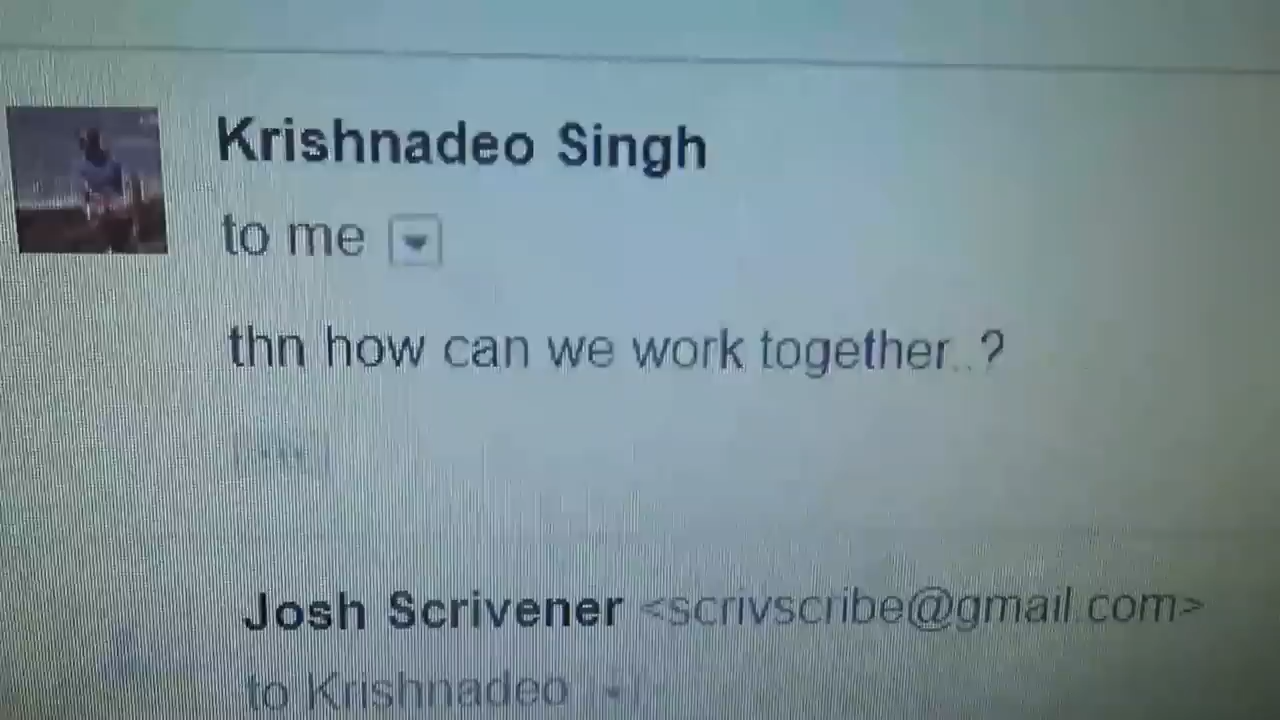 Krishnadeo Singh
to me
thn how can we work together..?
Josh Scrivener <scrivscribe@gmail.com>
to Krishnadeo